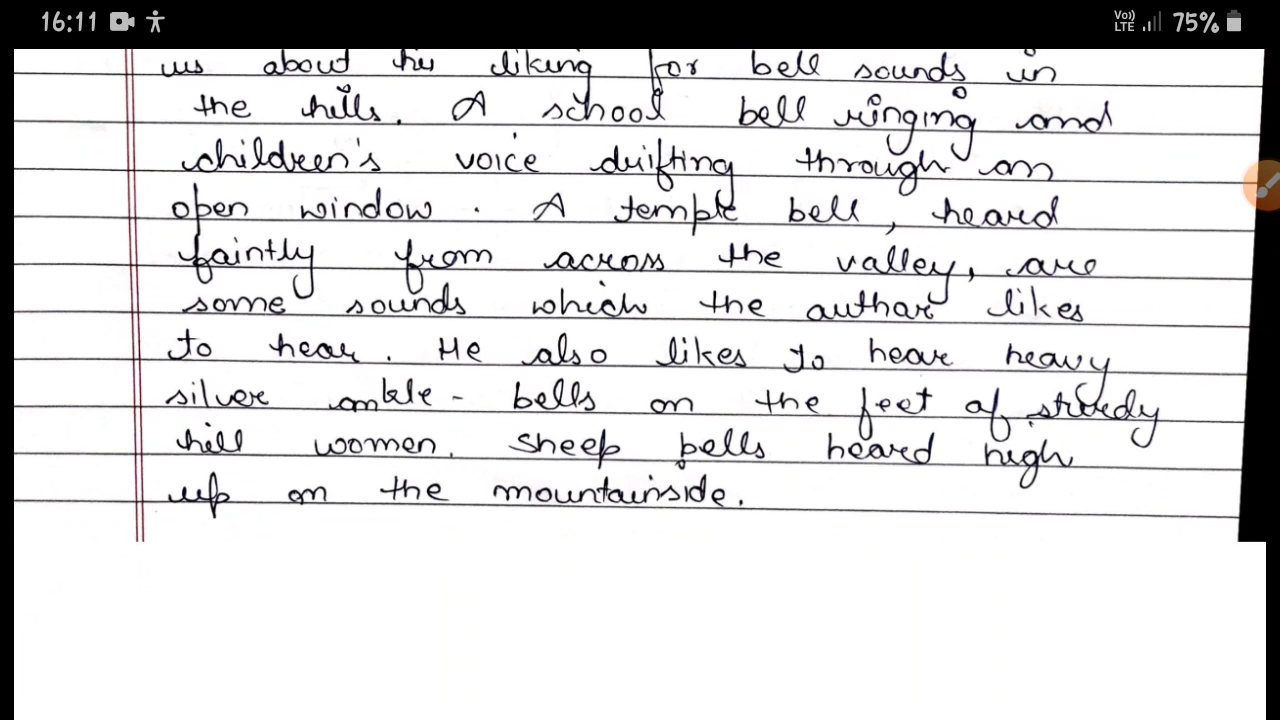 16:11 Vo)) LTE 75%
us about his liking for bell sounds in
the hills. A school bell ringing and
children's voice drifting through an
open window. A temple bell, heard
faintly from across the valley, are
some sounds which the author likes
to hear. He also likes to hear heavy
silver ankle-bells on the feet of sturdy
hill women. Sheep bells heard high
up on the mountainside.